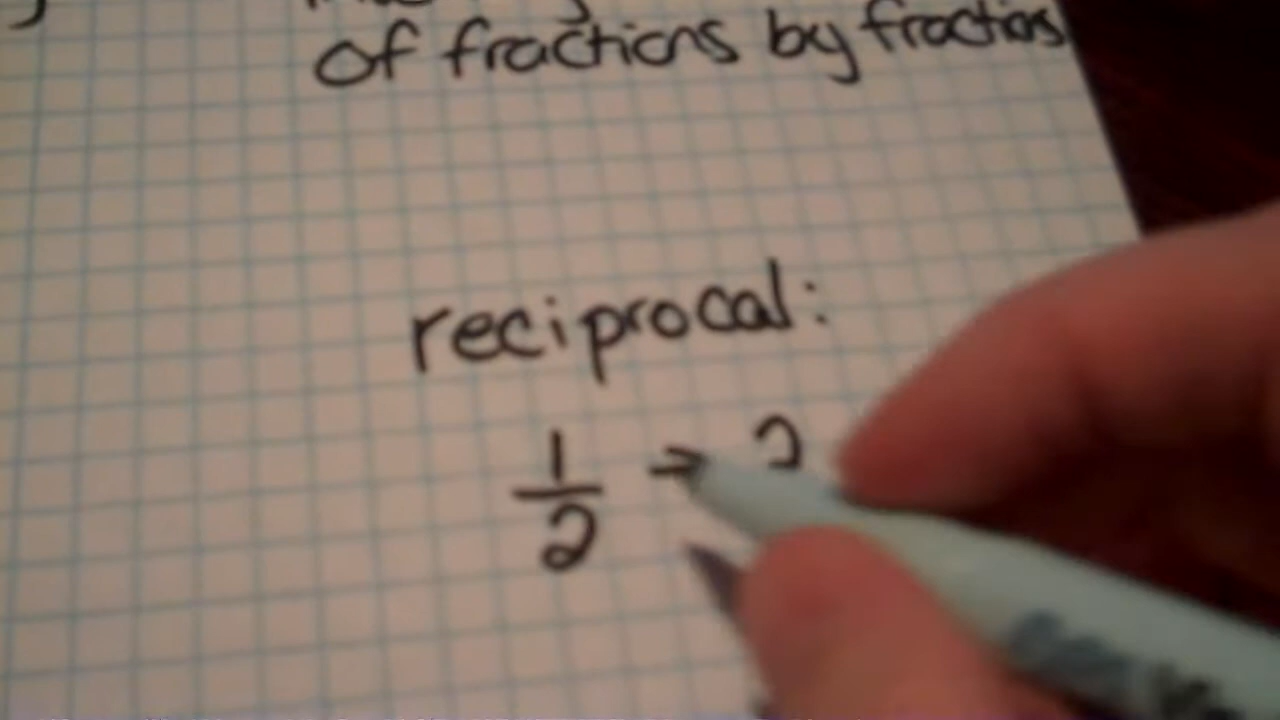 of fractions by fractions
reciprocal:
1/2 → 2